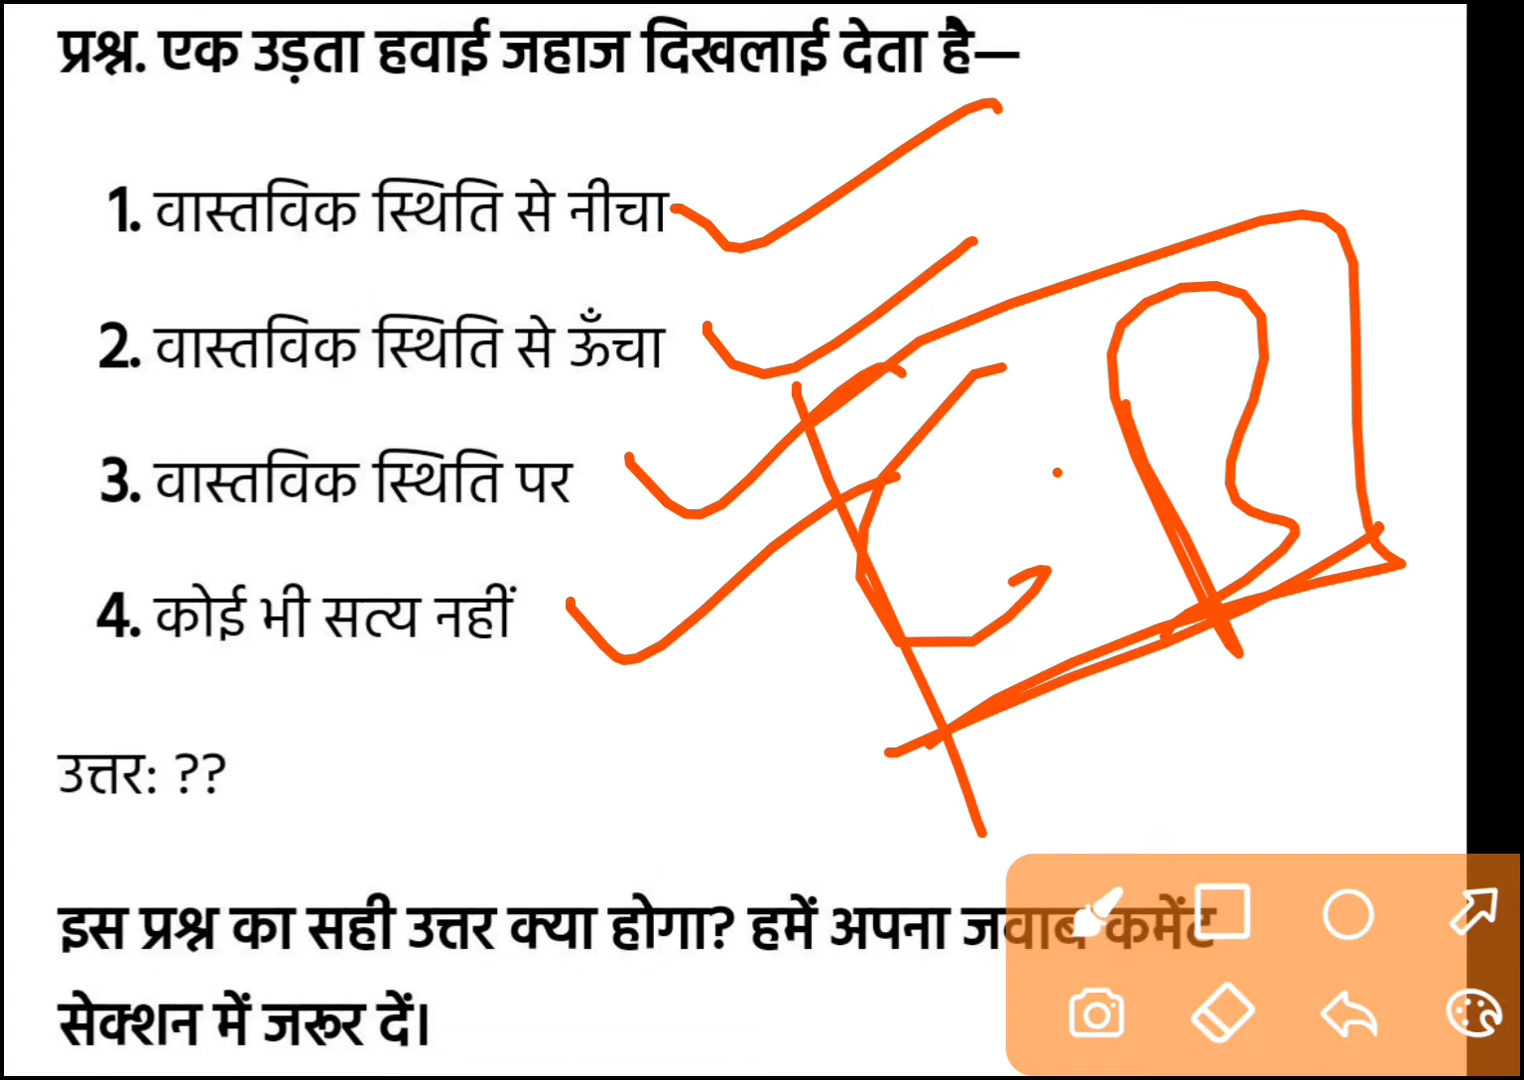 प्रश्न. एक उड़ता हवाई जहाज दिखलाई देता है—
1. वास्तविक स्थिति से नीचा
2. वास्तविक स्थिति से ऊँचा
3. वास्तविक स्थिति पर
4. कोई भी सत्य नहीं
उत्तर: ??
इस प्रश्न का सही उत्तर क्या होगा? हमें अपना जवाब कमेंट
सेक्शन में जरूर दें।